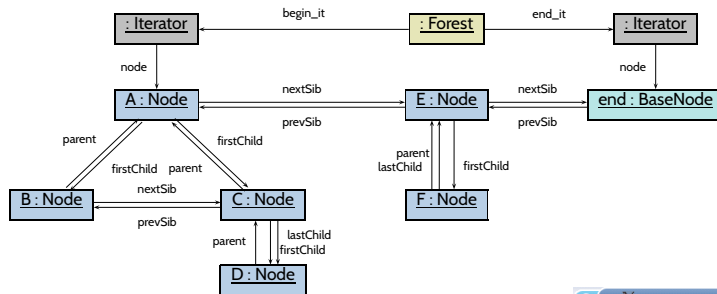 : Iterator
begin_it
: Forest
end_it
: Iterator
node
node
A : Node
nextSib
prevSib
E : Node
nextSib
prevSib
end : BaseNode
parent
firstChild
parent
firstChild
parent
lastChild
firstChild
B : Node
nextSib
prevSib
C : Node
F : Node
parent
lastChild
firstChild
D : Node